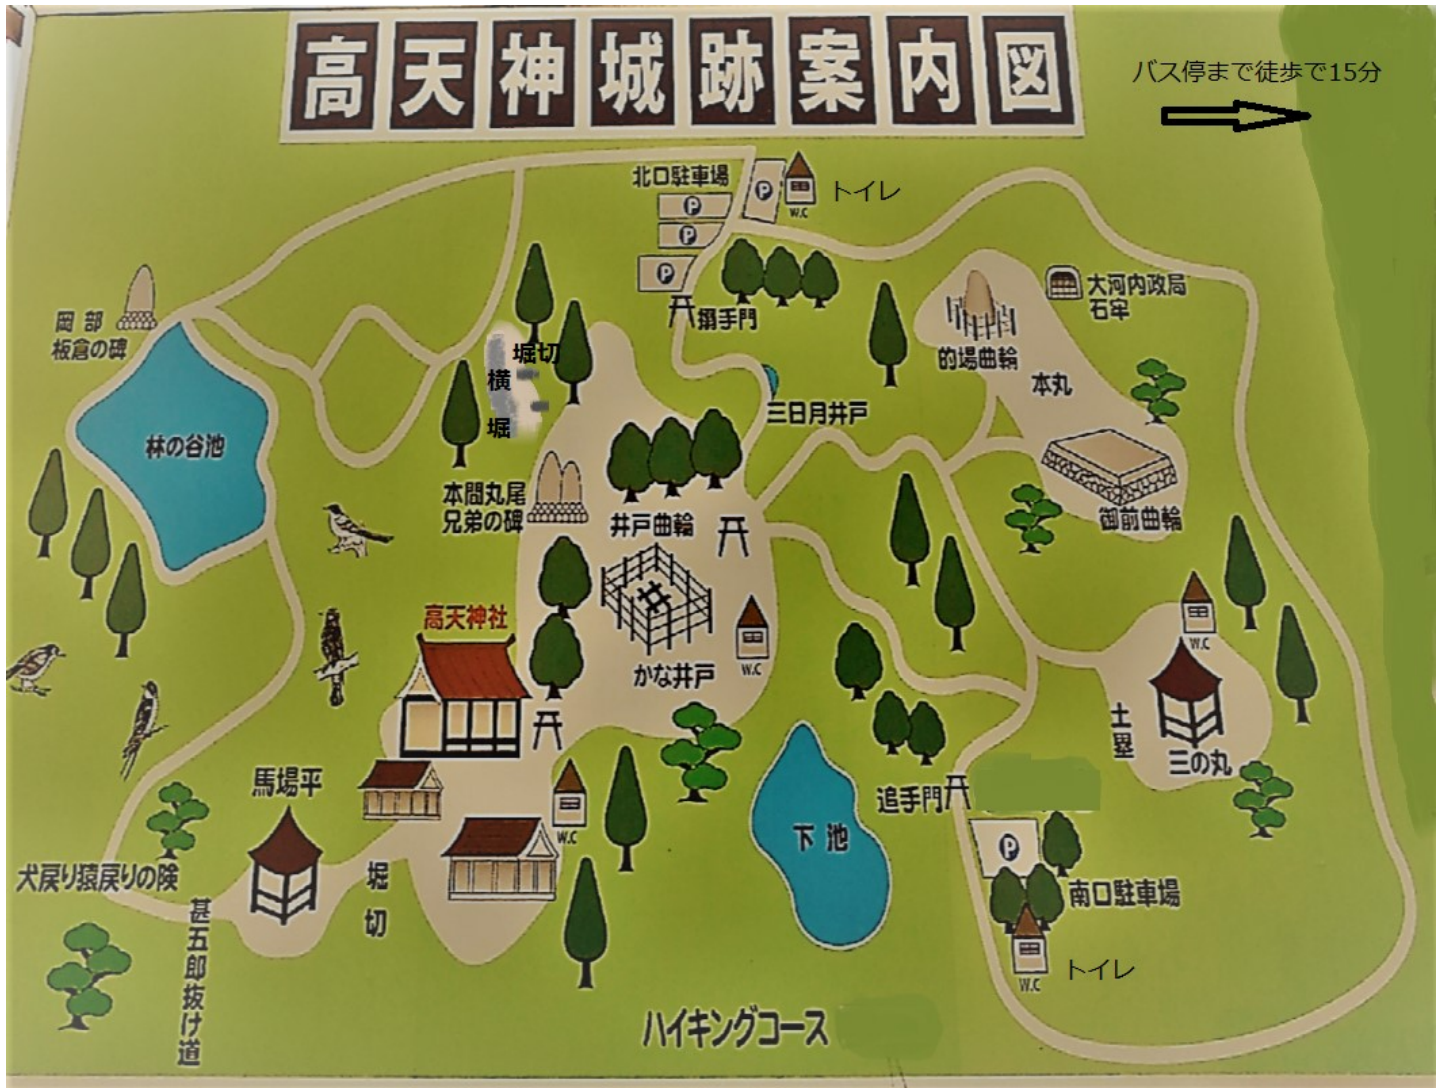 高天神城跡案内図
バス停まで徒歩で15分
北口駐車場
P
W.C
トイレ
P
P
P
搦手門
大河内政局
石牢
岡部
板倉の碑
堀切
横
堀
的場曲輪
本丸
三日月井戸
林の谷池
本間丸尾
兄弟の碑
井戸曲輪
御前曲輪
高天神社
かな井戸
W.C
W.C
土塁
三の丸
馬場平
追手門
W.C
下池
P
犬戻り猿戻りの険
堀
切
南口駐車場
甚五郎抜け道
W.C
トイレ
ハイキングコース